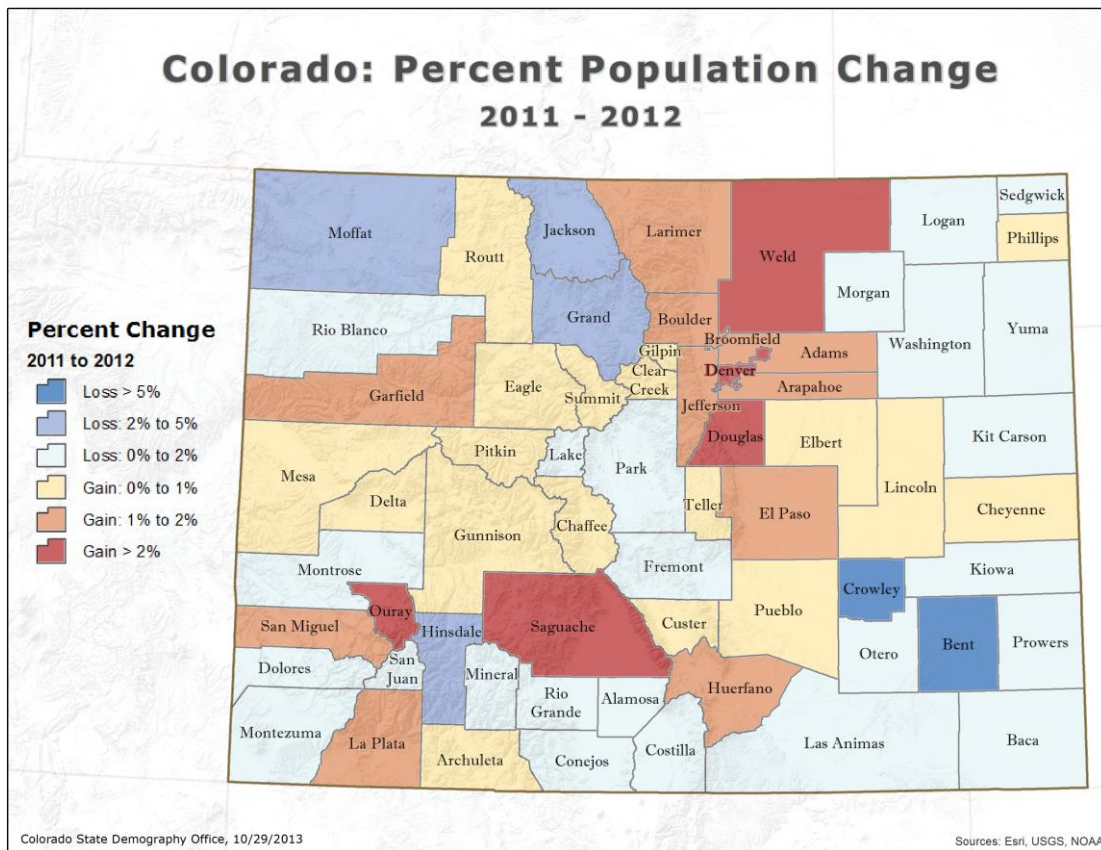 Colorado: Percent Population Change
2011 - 2012
Percent Change
2011 to 2012
Loss > 5%
Loss: 2% to 5%
Loss: 0% to 2%
Gain: 0% to 1%
Gain: 1% to 2%
Gain > 2%
Moffat
Routt
Jackson
Larimer
Weld
Logan
Sedgwick
Phillips
Morgan
Rio Blanco
Grand
Boulder
Broomfield
Washington
Yuma
Gilpin
Adams
Clear
Creek
Denver
Arapahoe
Garfield
Eagle
Summit
Jefferson
Douglas
Elbert
Kit Carson
Pitkin
Lake
Park
Mesa
Delta
Teller
Lincoln
Cheyenne
Gunnison
Chaffee
El Paso
Montrose
Fremont
Crowley
Kiowa
Ouray
San Miguel
Hinsdale
Saguache
Custer
Pueblo
Otero
Bent
Prowers
Dolores
San
Juan
Mineral
Rio
Grande
Alamosa
Huerfano
Montezuma
La Plata
Archuleta
Conejos
Costilla
Las Animas
Baca
Colorado State Demography Office, 10/29/2013
Sources: Esri, USGS, NOAA